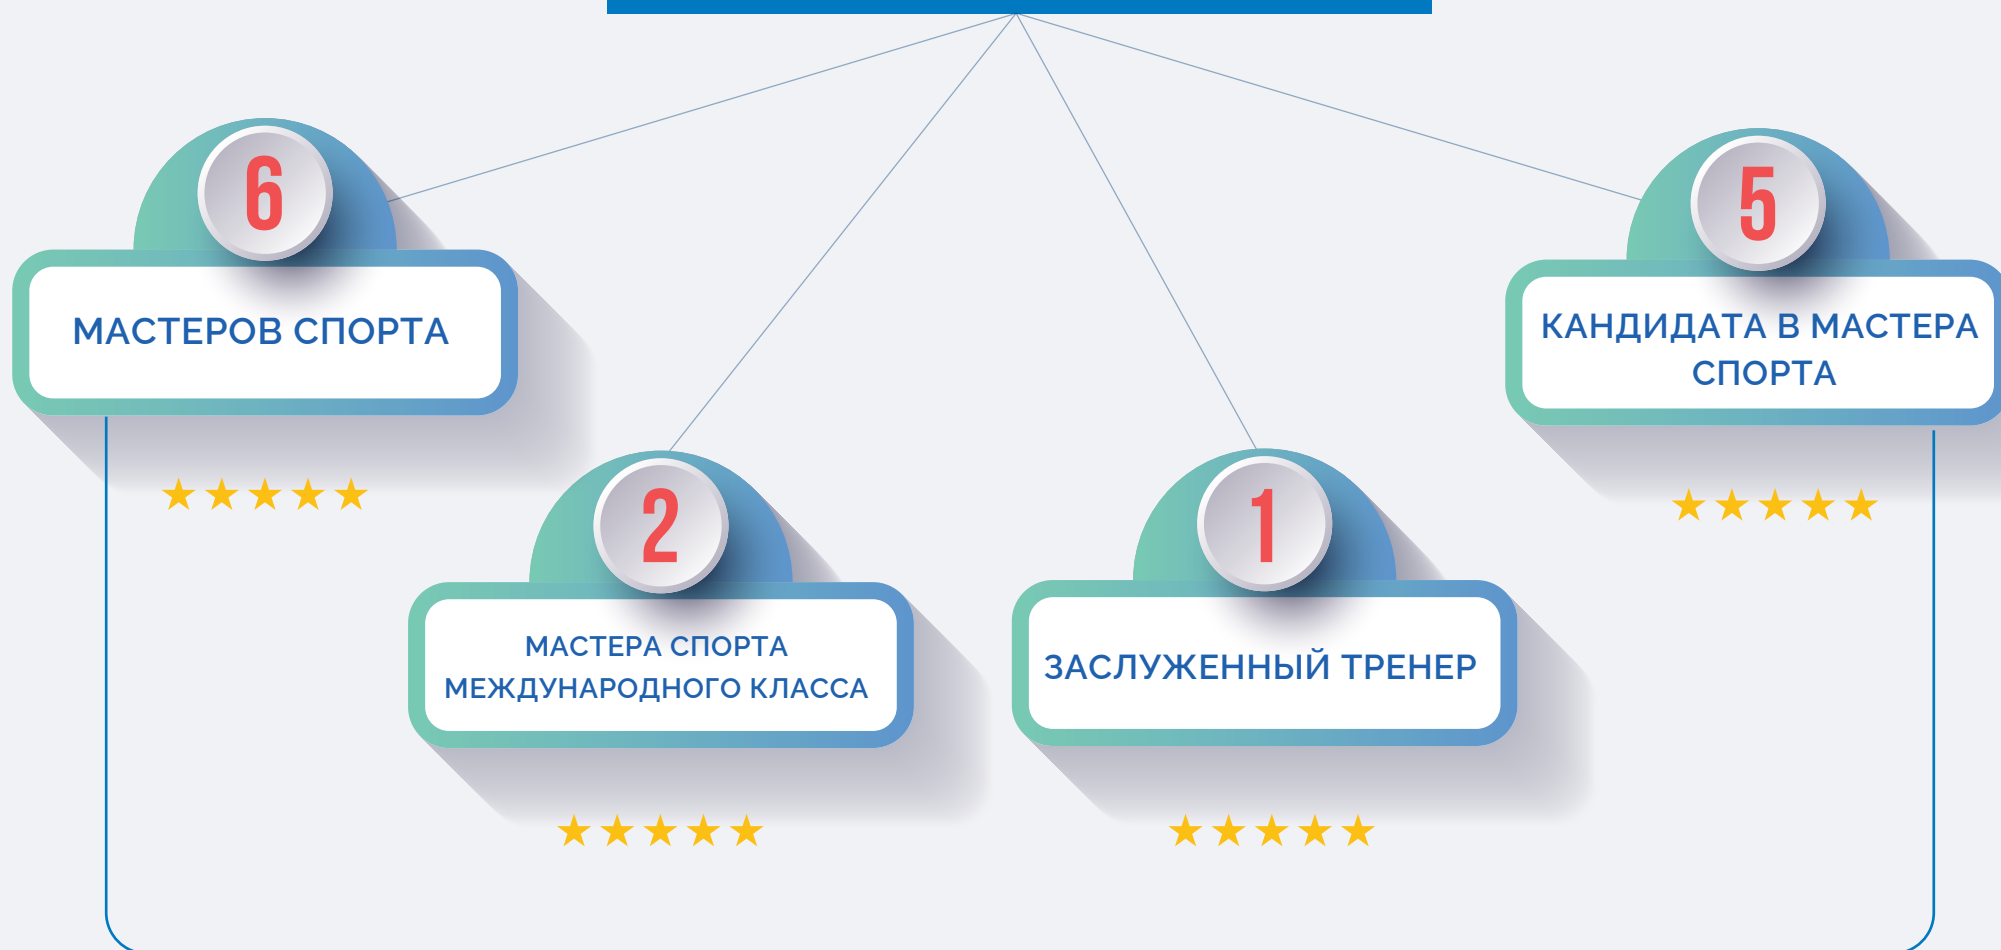 6
МАСТЕРОВ СПОРТА
2
МАСТЕРА СПОРТА
МЕЖДУНАРОДНОГО КЛАССА
1
ЗАСЛУЖЕННЫЙ ТРЕНЕР
5
КАНДИДАТА В МАСТЕРА
СПОРТА